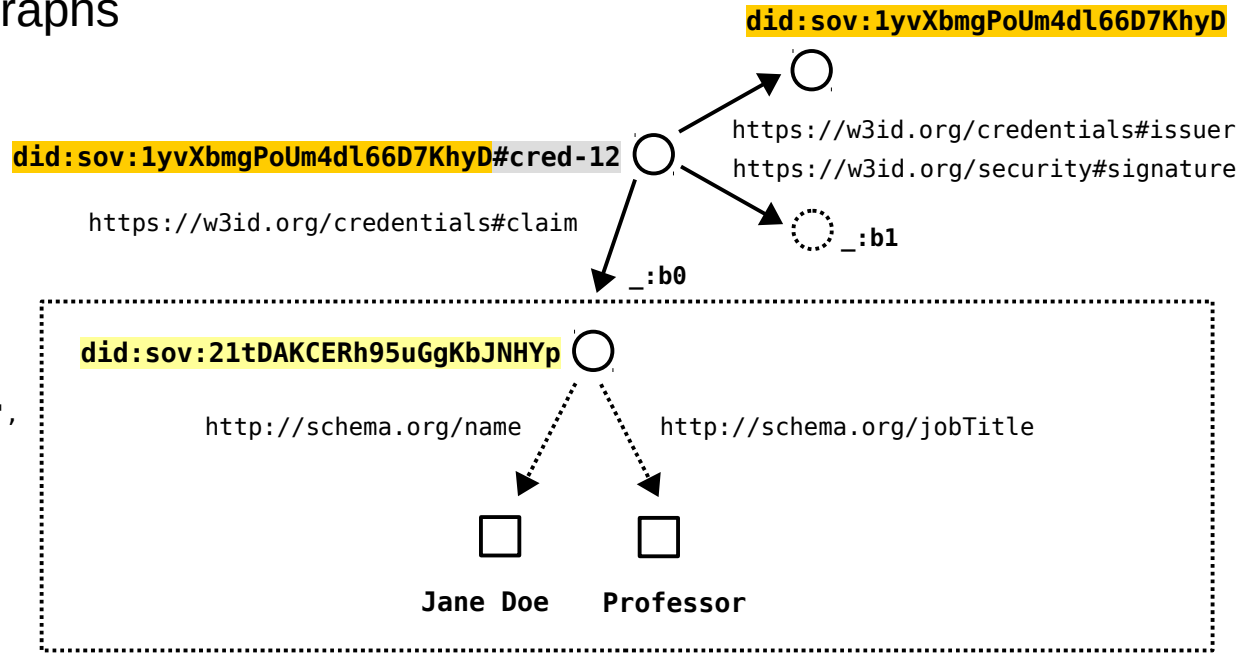 raphs
did:sov:1yvXbmgPoUm4dl66D7KhyD
https://w3id.org/credentials#issuer
did:sov:1yvXbmgPoUm4dl66D7KhyD#cred-12
https://w3id.org/security#signature
https://w3id.org/credentials#claim
_:b1
_:b0
did:sov:21tDAKCERh95uGgKbJNHYp
",
http://schema.org/name
http://schema.org/jobTitle
Jane Doe
Professor